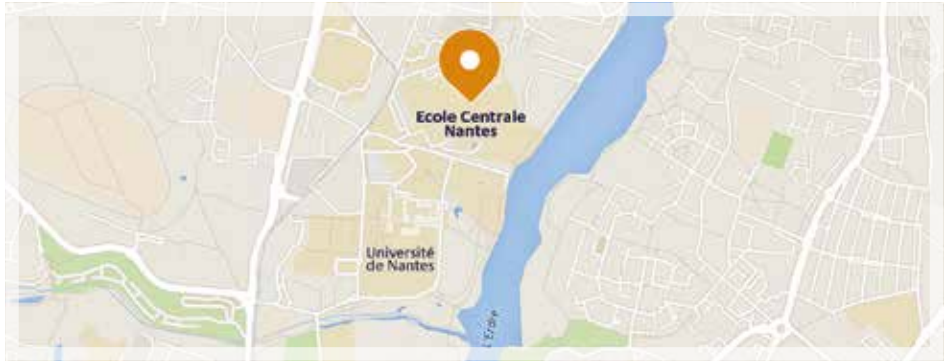 Ecole Centrale
Nantes
Université
de Nantes
L'Erdre